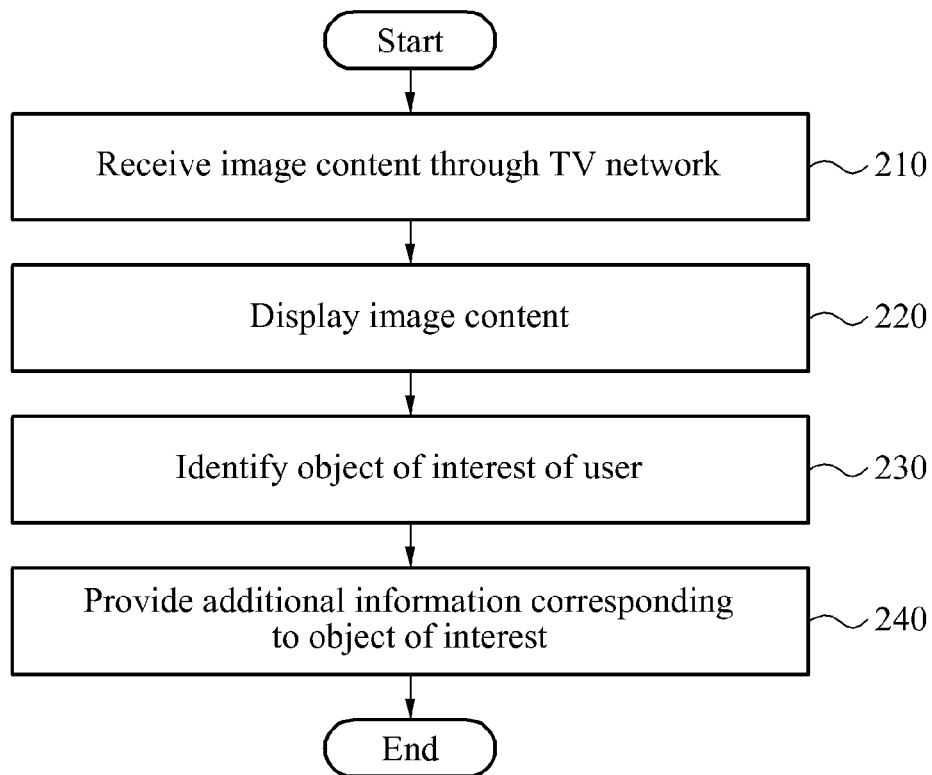 Start
Receive image content through TV network
210
Display image content
220
Identify object of interest of user
230
Provide additional information corresponding
to object of interest
240
End